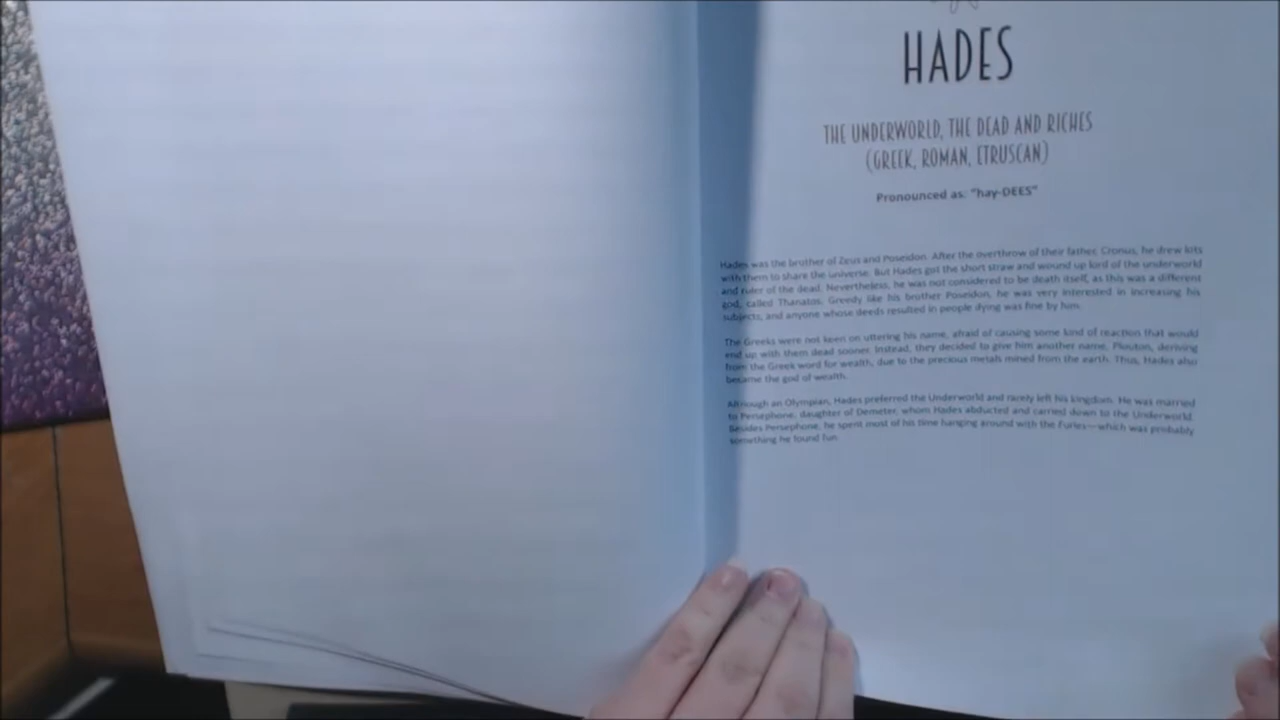 HADES
THE UNDERWORLD, THE DEAD AND RICHES
(GREEK, ROMAN, ETRUSCAN)
Pronounced as: "hay-DEES"
Hades was the brother of Zeus and Poseidon. After the overthrow of their father, Cronus, he drew lots
with them to share the universe. But Hades got the short straw and wound up lord of the underworld
and ruler of the dead. Nevertheless, he was not considered to be death itself, as this was a different
god, called Thanatos. Greedy like his brother Poseidon, he was very interested in increasing his
subjects, and anyone whose deeds resulted in people dying was fine by him.
The Greeks were not keen on uttering his name, afraid of causing some kind of reaction that would
end up with them dead sooner. Instead, they decided to give him another name, Plouton, deriving
from the Greek word for wealth, due to the precious metals mined from the earth. Thus, Hades also
became the god of wealth.
Although an Olympian, Hades preferred the Underworld and rarely left his kingdom. He was married
to Persephone, daughter of Demeter, whom Hades abducted and carried down to the Underworld.
Besides Persephone, he spent most of his time hanging around with the Furies—which was probably
something he found fun.